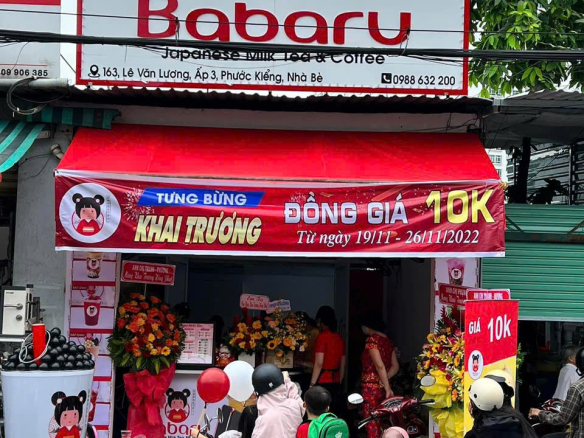 Babaru
Japanese Milk Tea & Coffee
163, Lê Văn Lương, Ấp 3, Phước Kiểng, Nhà Bè
0988 632 200
09 906 385
TƯNG BỪNG
KHAI TRƯƠNG
ĐỒNG GIÁ 10K
Từ ngày 19/11 - 26/11/2022
GIÁ
10k